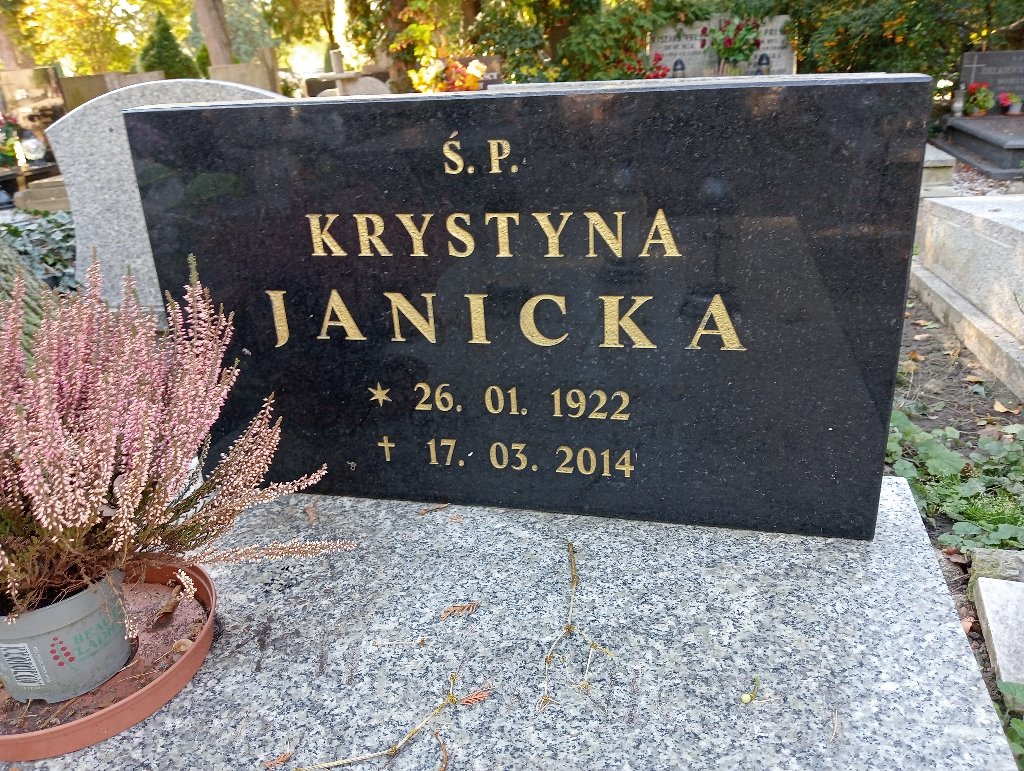 Ś. P.
KRYSTYNA
JANICKA
* 26. 01. 1922
† 17. 03. 2014